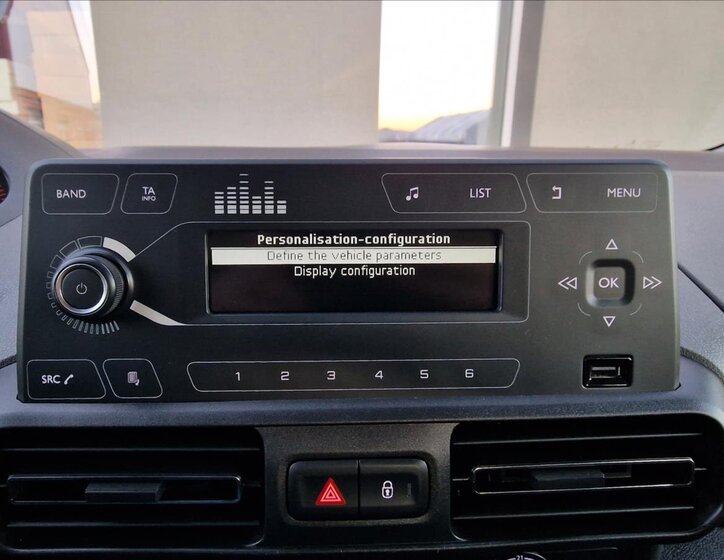 BAND
TA
INFO
LIST
MENU
Personalisation-configuration
Define the vehicle parameters
Display configuration
OK
SRC
1 2 3 4 5 6
21